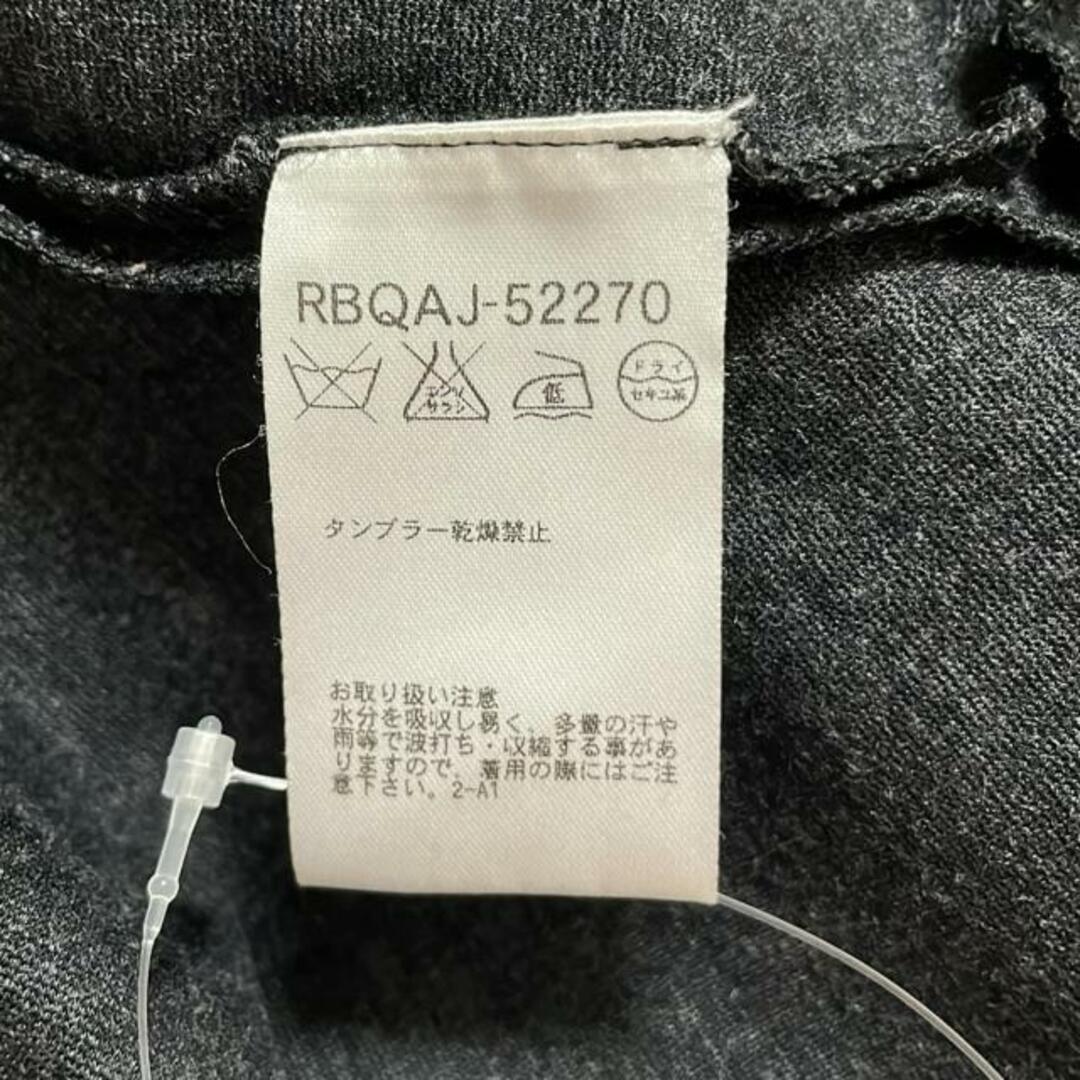 RBQAJ-52270
エンソ
サラシ
低
ドライ
セキユ系
タンブラー乾燥禁止
お取り扱い注意
水分を吸収し易く、多量の汗や
雨等で波打ち・収縮する事があ
りますので、着用の際にはご注
意下さい。2-A1